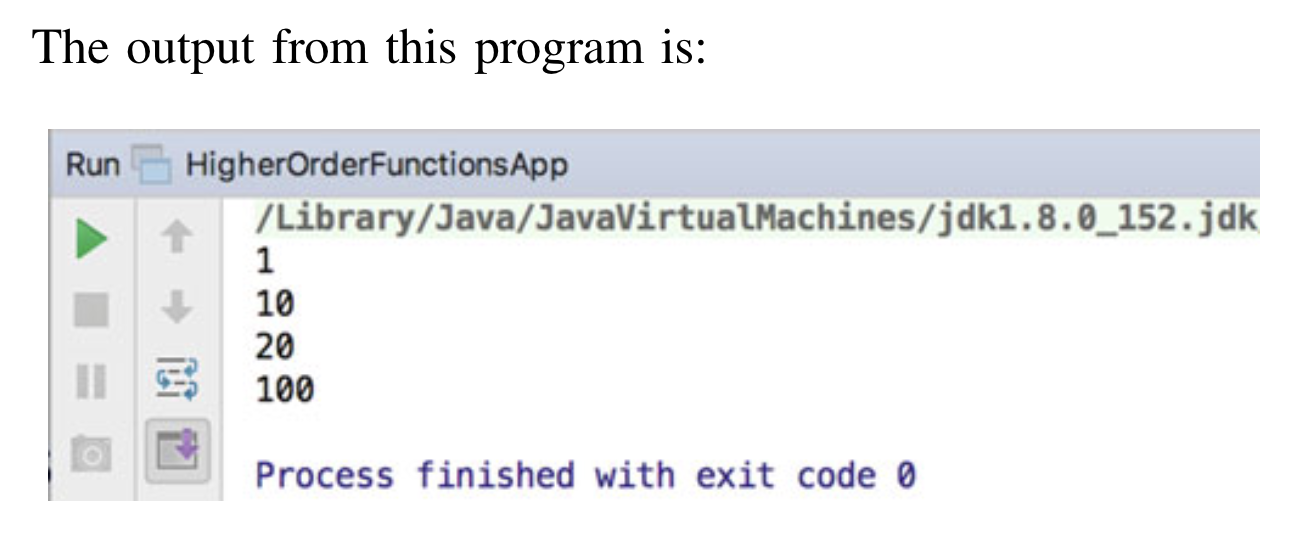 The output from this program is:
Run HigherOrderFunctionsApp
/Library/Java/JavaVirtualMachines/jdk1.8.0_152.jdk
1
10
20
100
Process finished with exit code 0